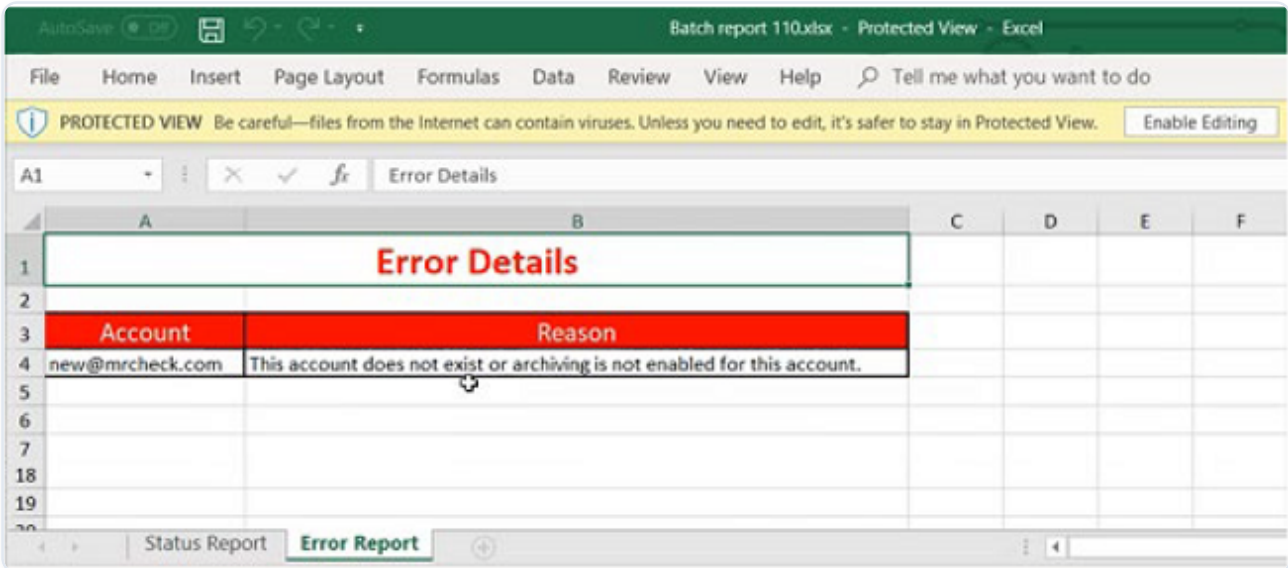 AutoSave Off Batch report 110.xlsx - Protected View - Excel
File Home Insert Page Layout Formulas Data Review View Help Tell me what you want to do
PROTECTED VIEW Be careful—files from the Internet can contain viruses. Unless you need to edit, it's safer to stay in Protected View. Enable Editing
A1 fx Error Details
A B C D E F
1 Error Details
2
3 Account Reason
4 new@mrcheck.com This account does not exist or archiving is not enabled for this account.
5
6
7
18
19
20
Status Report Error Report